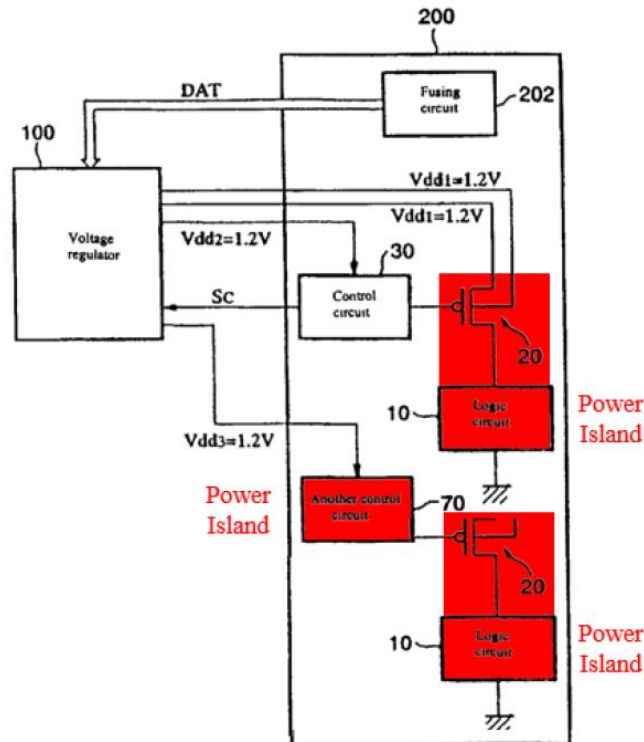 200
DAT
Fusing
circuit
202
100
Vdd1=1.2V
Vdd1=1.2V
Voltage
regulator
Vdd2=1.2V
30
SC
Control
circuit
20
10
Logic
circuit
Power
Island
Vdd3=1.2V
Power
Island
Another control
circuit
70
20
10
Logic
circuit
Power
Island